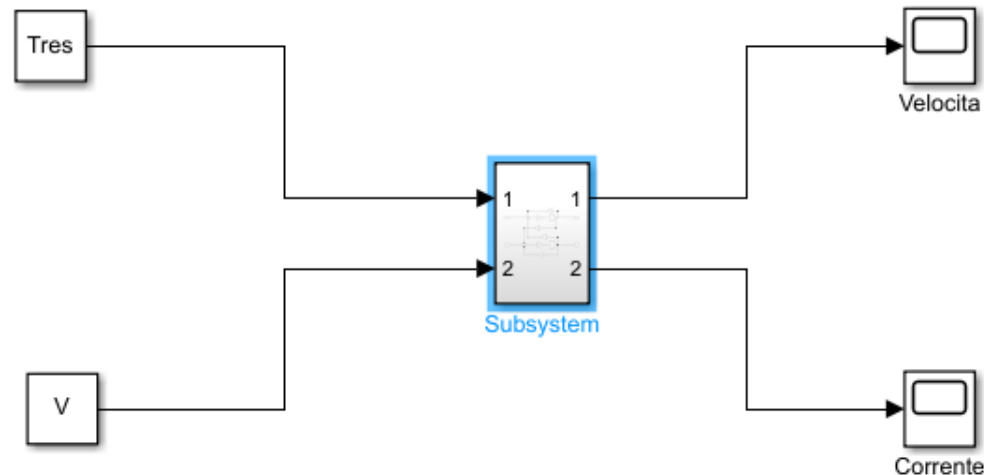 Tres
Velocita
1 1
2 2
Subsystem
V
Corrente